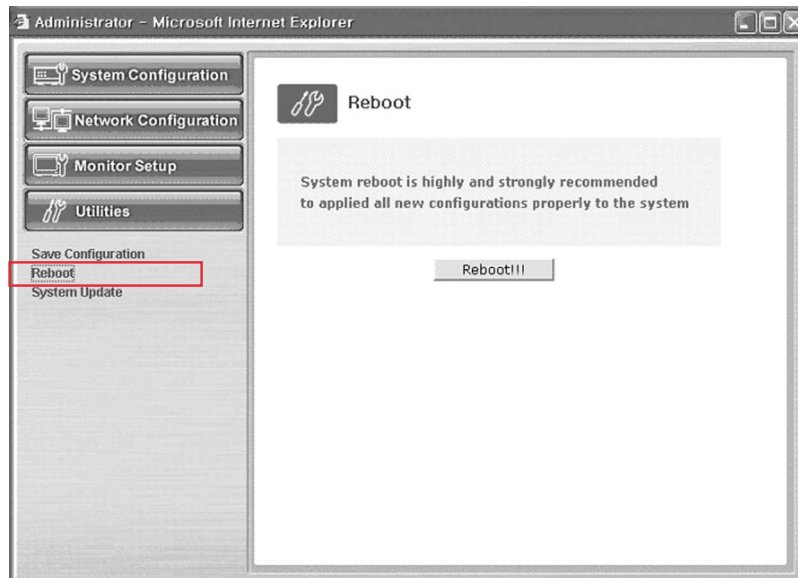 Administrator - Microsoft Internet Explorer
System Configuration
Network Configuration
Monitor Setup
Utilities
Save Configuration
Reboot
System Update
Reboot
System reboot is highly and strongly recommended
to applied all new configurations properly to the system
Reboot!!!